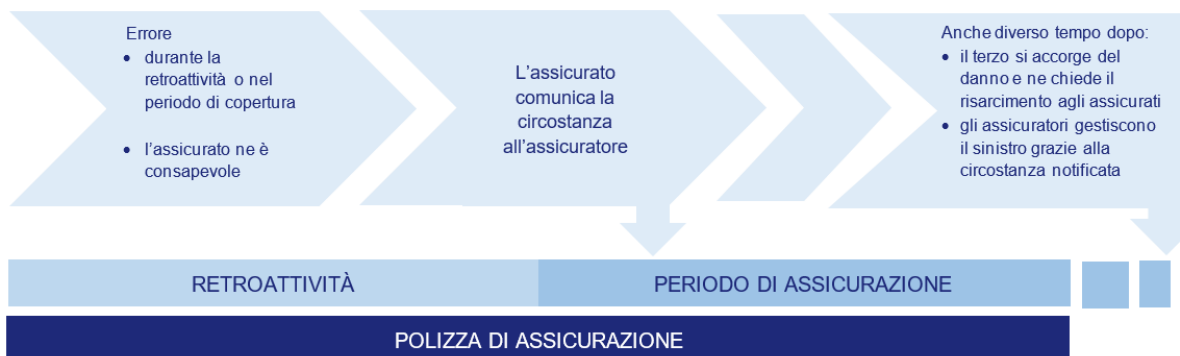 Errore
• durante la
retroattività o nel
periodo di copertura
• l'assicurato ne è
consapevole
L'assicurato
comunica la
circostanza
all'assicuratore
Anche diverso tempo dopo:
• il terzo si accorge del
danno e ne chiede il
risarcimento agli assicurati
• gli assicuratori gestiscono
il sinistro grazie alla
circostanza notificata
RETROATTIVITÀ
PERIODO DI ASSICURAZIONE
POLIZZA DI ASSICURAZIONE